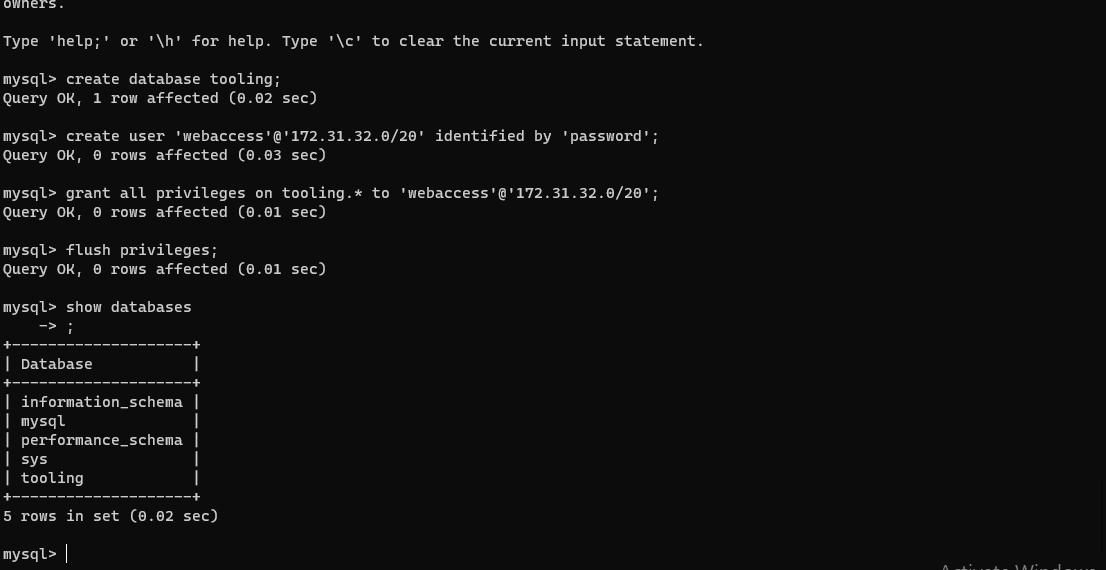 owners.
Type 'help;' or '\h' for help. Type '\c' to clear the current input statement.
mysql> create database tooling;
Query OK, 1 row affected (0.02 sec)
mysql> create user 'webaccess'@'172.31.32.0/20' identified by 'password';
Query OK, 0 rows affected (0.03 sec)
mysql> grant all privileges on tooling.* to 'webaccess'@'172.31.32.0/20';
Query OK, 0 rows affected (0.01 sec)
mysql> flush privileges;
Query OK, 0 rows affected (0.01 sec)
mysql> show databases
    -> ;
+--------------------+
| Database           |
+--------------------+
| information_schema |
| mysql              |
| performance_schema |
| sys                |
| tooling            |
+--------------------+
5 rows in set (0.02 sec)
mysql>
Activate Windows